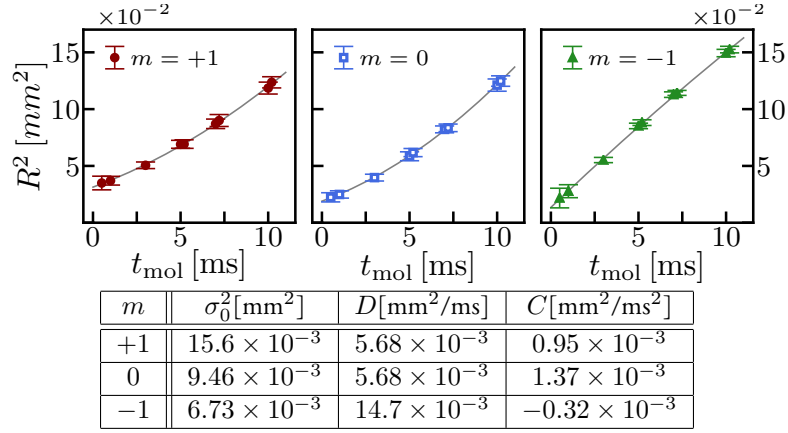 ×10⁻² ×10⁻²
m = +1 m = 0 m = −1
15
10
5
R² [mm²]
15
10
5
0 5 10 0 5 10 0 5 10
t_mol [ms] t_mol [ms] t_mol [ms]
m σ₀²[mm²] D[mm²/ms] C[mm²/ms²]
+1 15.6 × 10⁻³ 5.68 × 10⁻³ 0.95 × 10⁻³
0 9.46 × 10⁻³ 5.68 × 10⁻³ 1.37 × 10⁻³
−1 6.73 × 10⁻³ 14.7 × 10⁻³ −0.32 × 10⁻³